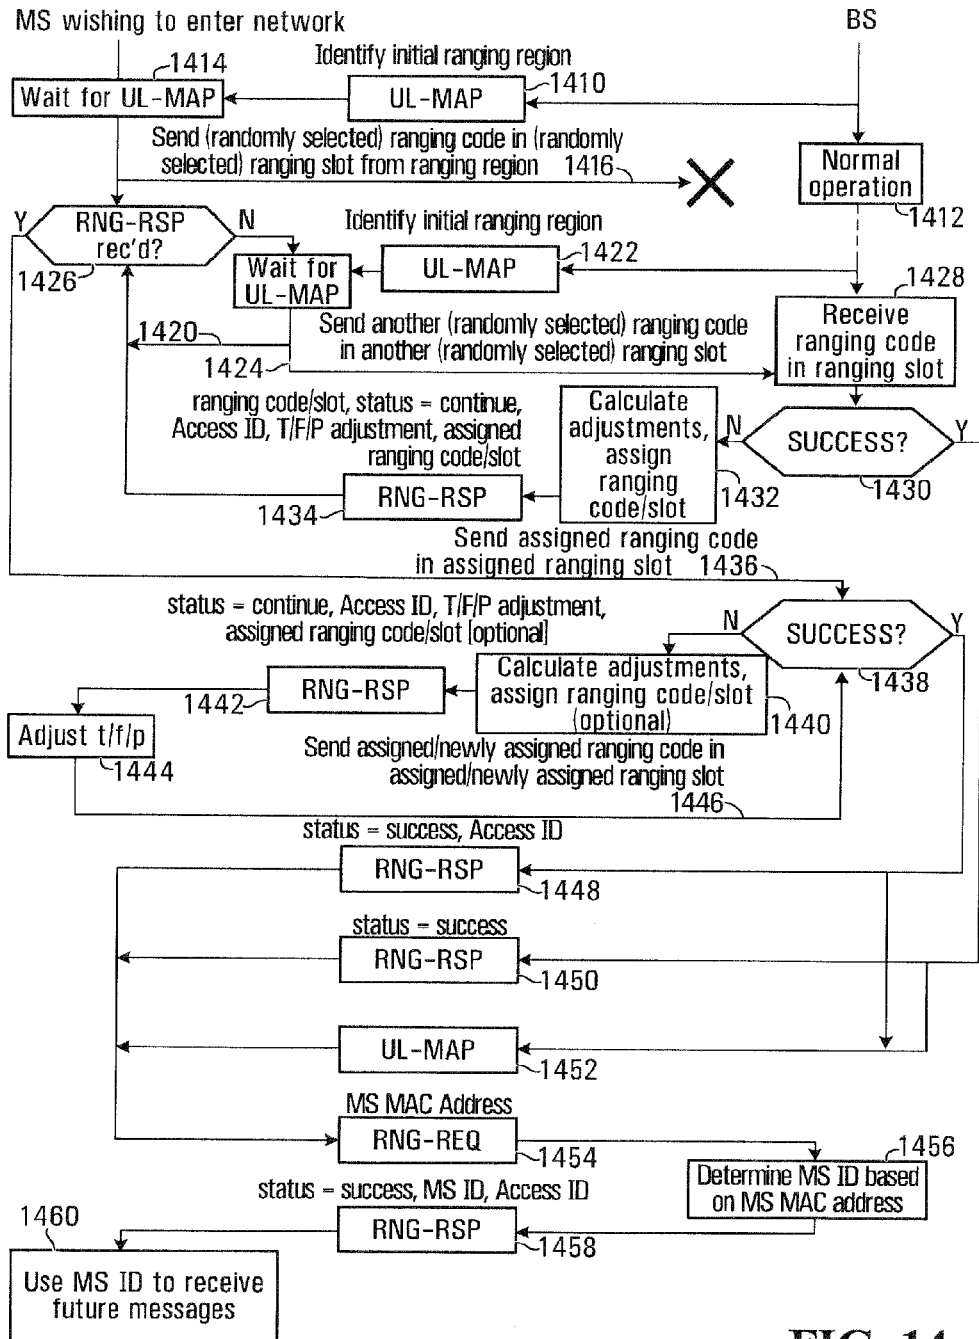 MS wishing to enter network
BS
1414
Identify initial ranging region
1410
Wait for UL-MAP
UL-MAP
Send (randomly selected) ranging code in (randomly
selected) ranging slot from ranging region
1416
Normal
operation
1412
Y
RNG-RSP
rec'd?
N
1426
Identify initial ranging region
1422
Wait for
UL-MAP
UL-MAP
1428
Receive
ranging code
in ranging slot
1420
1424
Send another (randomly selected) ranging code
in another (randomly selected) ranging slot
ranging code/slot, status = continue,
Access ID, T/F/P adjustment, assigned
ranging code/slot
Calculate
adjustments,
assign
ranging
code/slot
1432
N
SUCCESS?
Y
1430
RNG-RSP
1434
Send assigned ranging code
in assigned ranging slot
1436
status = continue, Access ID, T/F/P adjustment,
assigned ranging code/slot [optional]
N
SUCCESS?
Y
1438
Calculate adjustments,
assign ranging code/slot
(optional)
1440
RNG-RSP
1442
Adjust t/f/p
1444
Send assigned/newly assigned ranging code in
assigned/newly assigned ranging slot
1446
status = success, Access ID
RNG-RSP
1448
status = success
RNG-RSP
1450
UL-MAP
1452
MS MAC Address
RNG-REQ
1454
1456
Determine MS ID based
on MS MAC address
status = success, MS ID, Access ID
RNG-RSP
1458
1460
Use MS ID to receive
future messages
FIG. 14